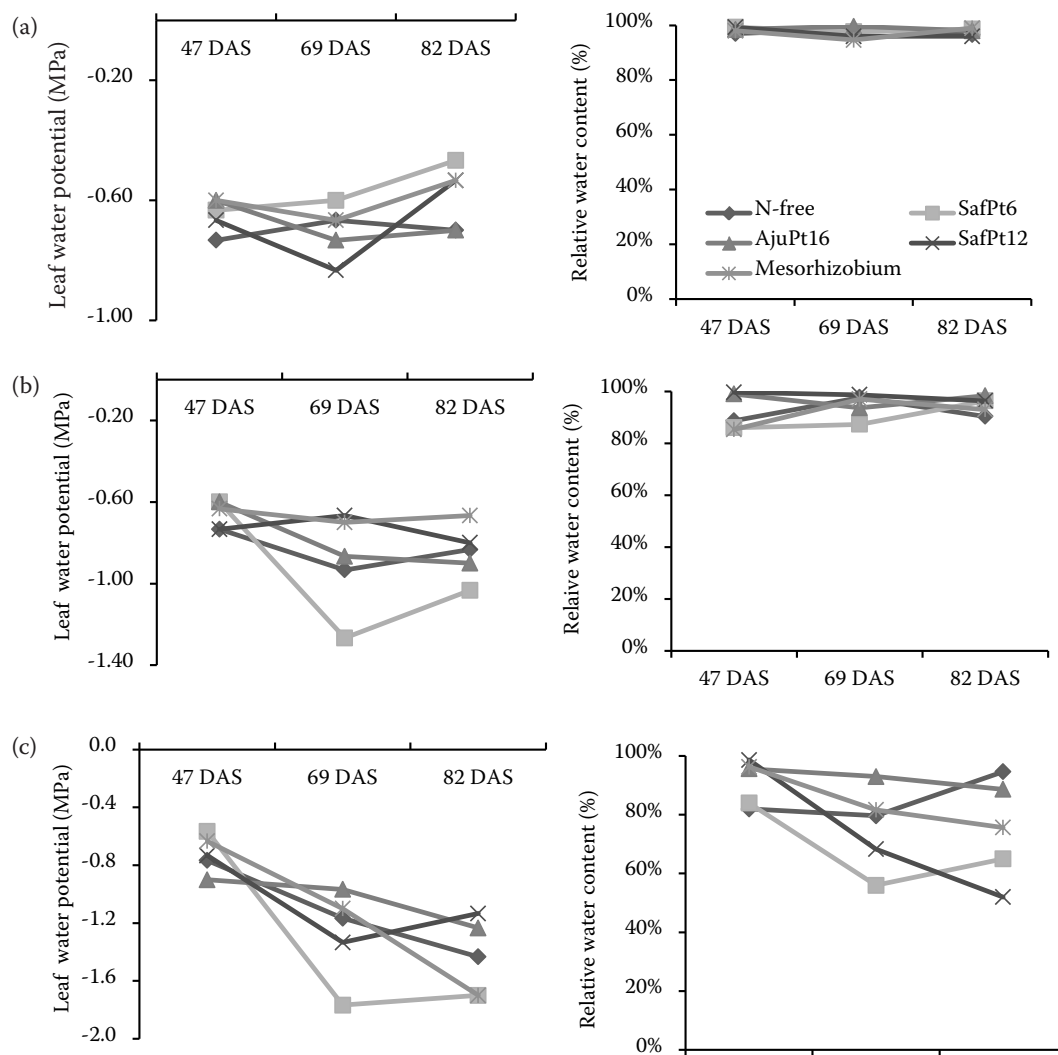 (a)
Leaf water potential (MPa)
-0.20
-0.60
-1.00
47 DAS 69 DAS 82 DAS
Relative water content (%)
100%
80%
60%
40%
20%
0%
N-free SafPt6
AjuPt16 SafPt12
Mesorhizobium
47 DAS 69 DAS 82 DAS
(b)
Leaf water potential (MPa)
-0.20
-0.60
-1.00
-1.40
47 DAS 69 DAS 82 DAS
Relaive water content (%)
100%
80%
60%
40%
20%
0%
47 DAS 69 DAS 82 DAS
(c)
Leaf water potential (MPa)
0.0
-0.4
-0.8
-1.2
-1.6
-2.0
47 DAS 69 DAS 82 DAS
Relative water content (%)
100%
80%
60%
40%
20%
0%